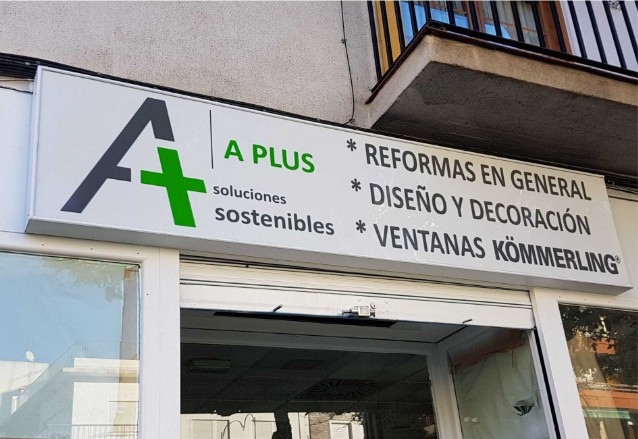 A+
A PLUS
soluciones
sostenibles
* REFORMAS EN GENERAL
* DISEÑO Y DECORACIÓN
* VENTANAS KÖMMERLING®